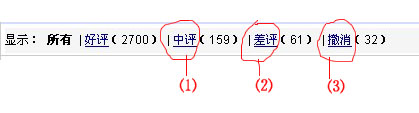 显示： 所有 |好评（2700） |中评（159） |差评（61） |撤消（32）
(1) (2) (3)